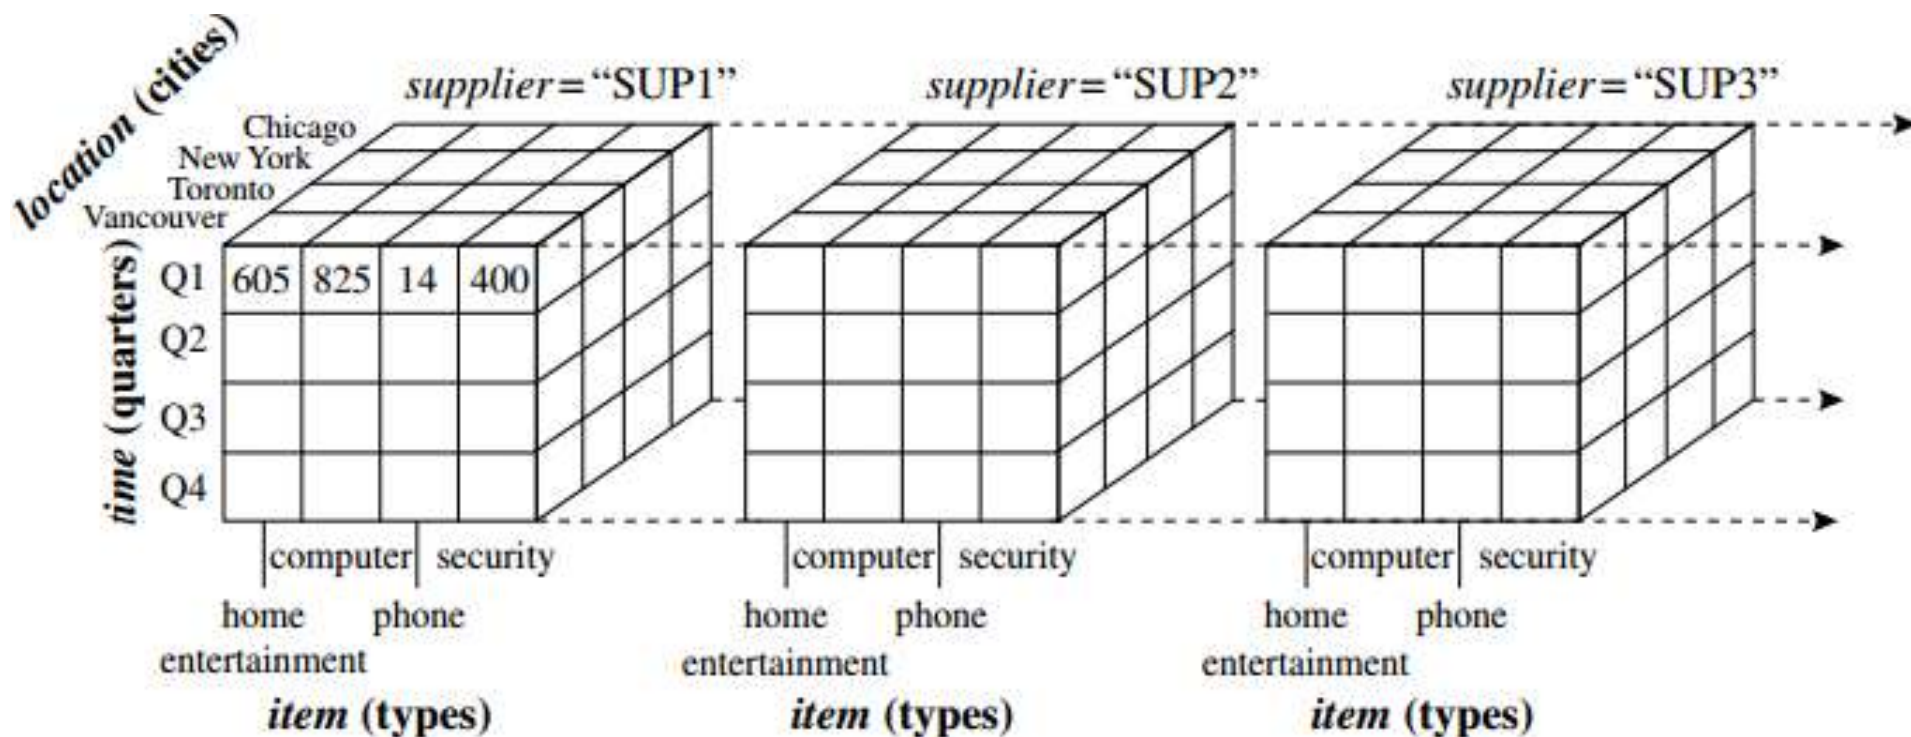 location (cities)
supplier=“SUP1”
supplier=“SUP2”
supplier=“SUP3”
Chicago
New York
Toronto
Vancouver
time (quarters)
Q1 605 825 14 400
Q2
Q3
Q4
computer security
home phone
entertainment
item (types)
computer security
home phone
entertainment
item (types)
computer security
home phone
entertainment
item (types)